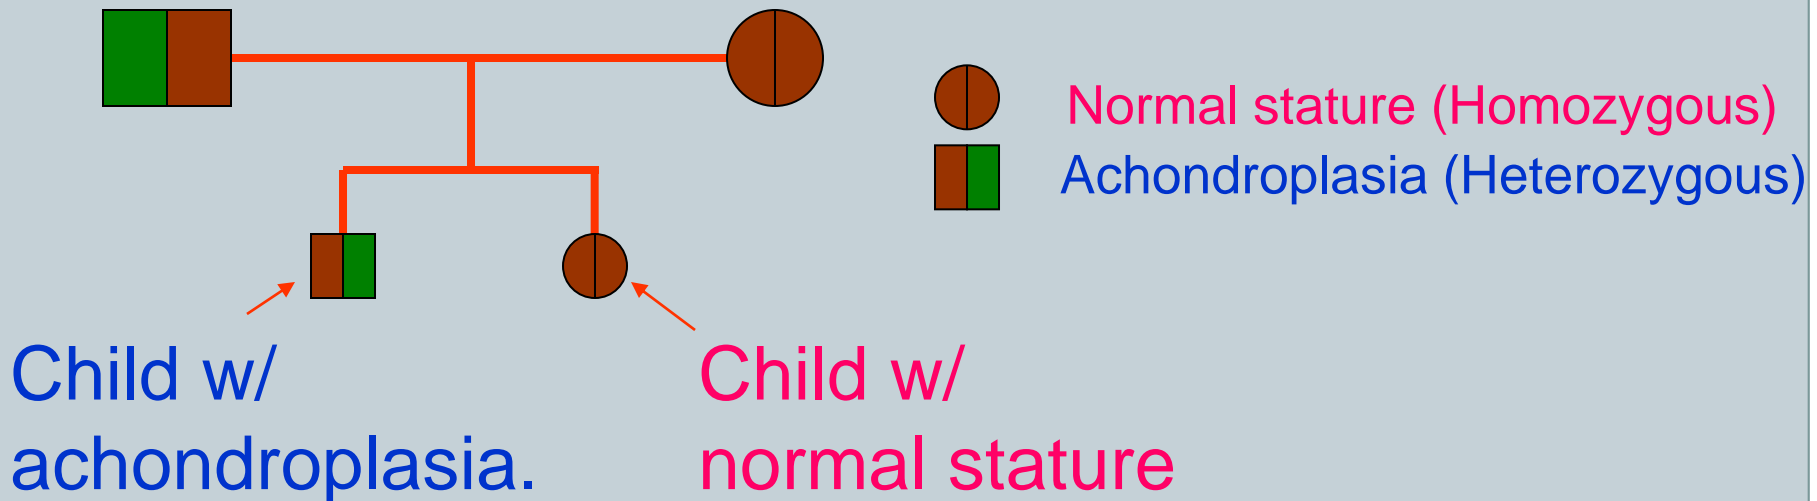 Normal stature (Homozygous)
Achondroplasia (Heterozygous)
Child w/
achondroplasia.
Child w/
normal stature